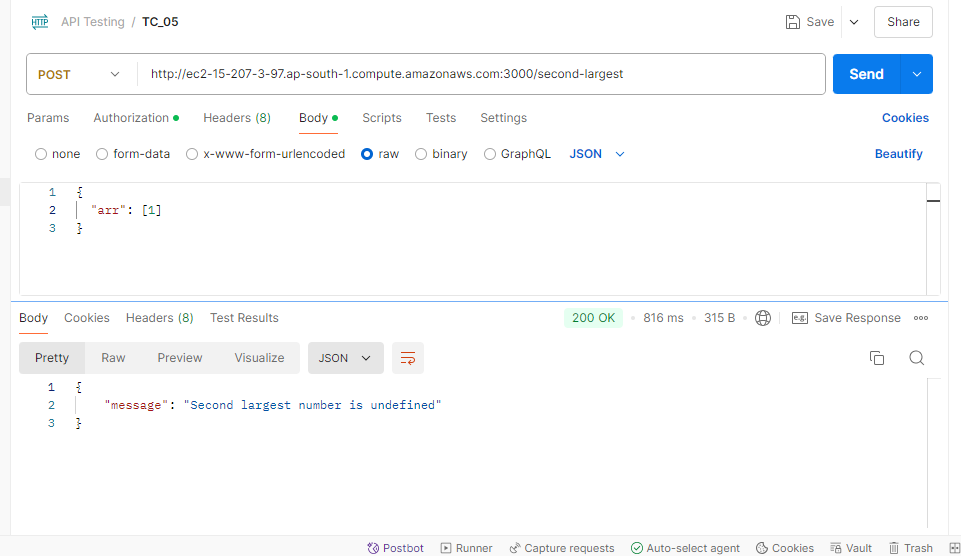 HTTP API Testing / TC_05 Save Share
POST http://ec2-15-207-3-97.ap-south-1.compute.amazonaws.com:3000/second-largest Send
Params Authorization Headers (8) Body Scripts Tests Settings Cookies
none form-data x-www-form-urlencoded raw binary GraphQL JSON Beautify
1 {
2 "arr": [1]
3 }
Body Cookies Headers (8) Test Results 200 OK 816 ms 315 B e.g. Save Response
Pretty Raw Preview Visualize JSON
1 {
2 "message": "Second largest number is undefined"
3 }
Postbot Runner Capture requests Auto-select agent Cookies Vault Trash